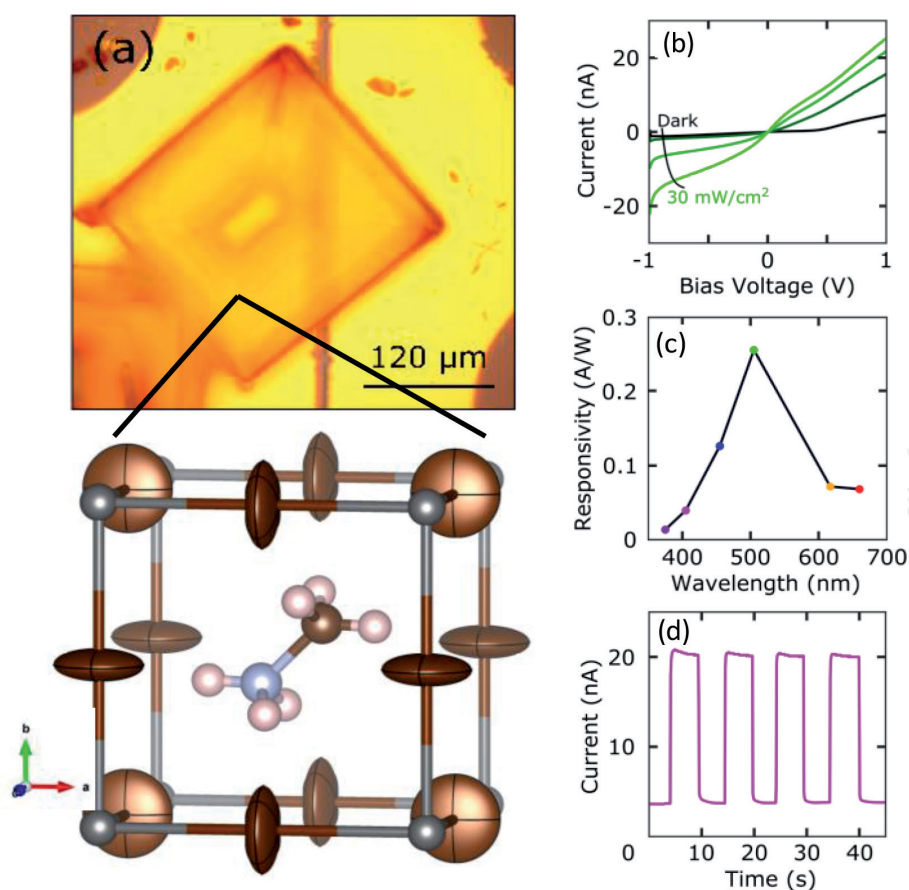 (a)
120 μm
b
a
(b)
Current (nA)
20
0
-20
Dark
30 mW/cm²
-1
0
1
Bias Voltage (V)
(c)
Responsivity (A/W)
0.3
0.2
0.1
0
400
500
600
700
Wavelength (nm)
(d)
Current (nA)
20
10
0
10
20
30
40
Time (s)